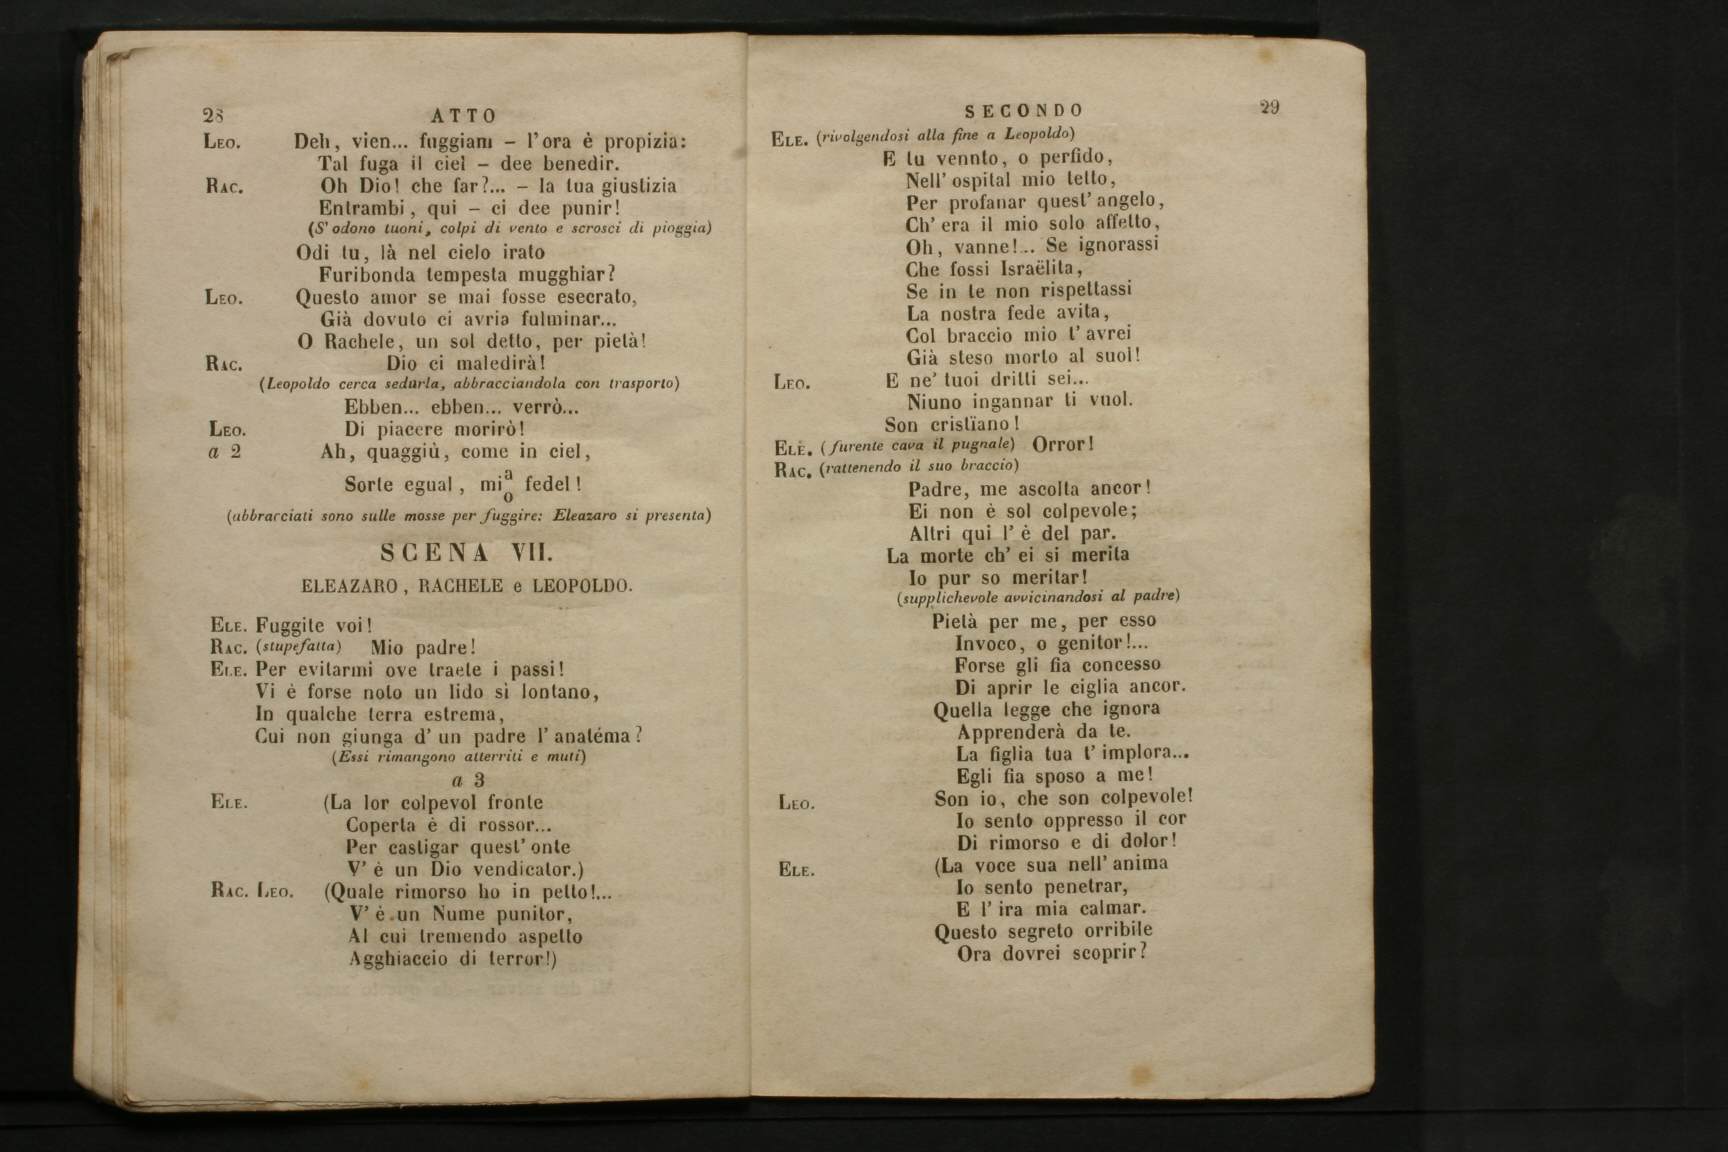 28 ATTO
LEO. Deh, vien... fuggiam – l'ora è propizia:
Tal fuga il ciel – dee benedir.
RAC. Oh Dio! che far?... – la tua giustizia
Entrambi, qui – ci dee punir!
(S'odono tuoni, colpi di vento e scrosci di pioggia)
Odi tu, là nel cielo irato
Furibonda tempesta mugghiar?
LEO. Questo amor se mai fosse esecrato,
Già dovuto ci avria fulminar...
O Rachele, un sol detto, per pietà!
RAC. Dio ci maledirà!
(Leopoldo cerca sedurla, abbracciandola con trasporto)
Ebben... ebben... verrò...
LEO. Di piacere morirò!
a 2 Ah, quaggiù, come in ciel,
Sorte egual, mi a/o fedel!
(abbracciati sono sulle mosse per fuggire: Eleazaro si presenta)
SCENA VII.
ELEAZARO, RACHELE e LEOPOLDO.
ELE. Fuggite voi!
RAC. (stupefatta) Mio padre!
ELE. Per evitarmi ove traete i passi!
Vi è forse noto un lido sì lontano,
In qualche terra estrema,
Cui non giunga d'un padre l'anatéma?
(Essi rimangono atterriti e muti)
a 3
ELE. (La lor colpevol fronte
Coperta è di rossor...
Per castigar quest'onte
V'è un Dio vendicator.)
RAC. LEO. (Quale rimorso ho in petto!...
V'è un Nume punitor,
Al cui tremendo aspetto
Agghiaccio di terror!)
SECONDO 29
ELE. (rivolgendosi alla fine a Leopoldo)
E tu vennto, o perfido,
Nell'ospital mio tetto,
Per profanar quest'angelo,
Ch'era il mio solo affetto,
Oh, vanne!... Se ignorassi
Che fossi Israëlita,
Se in te non rispettassi
La nostra fede avita,
Col braccio mio t'avrei
Già steso morto al suol!
LEO. E ne' tuoi dritti sei...
Niuno ingannar ti vuol.
Son cristïano!
ELE. (furente cava il pugnale) Orror!
RAC. (rattenendo il suo braccio)
Padre, me ascolta ancor!
Ei non è sol colpevole;
Altri qui l'è del par.
La morte ch'ei si merita
Io pur so meritar!
(supplichevole avvicinandosi al padre)
Pietà per me, per esso
Invoco, o genitor!...
Forse gli fia concesso
Di aprir le ciglia ancor.
Quella legge che ignora
Apprenderà da te.
La figlia tua t'implora...
Egli fia sposo a me!
LEO. Son io, che son colpevole!
Io sento oppresso il cor
Di rimorso e di dolor!
ELE. (La voce sua nell'anima
Io sento penetrar,
E l'ira mia calmar.
Questo segreto orribile
Ora dovrei scoprir?